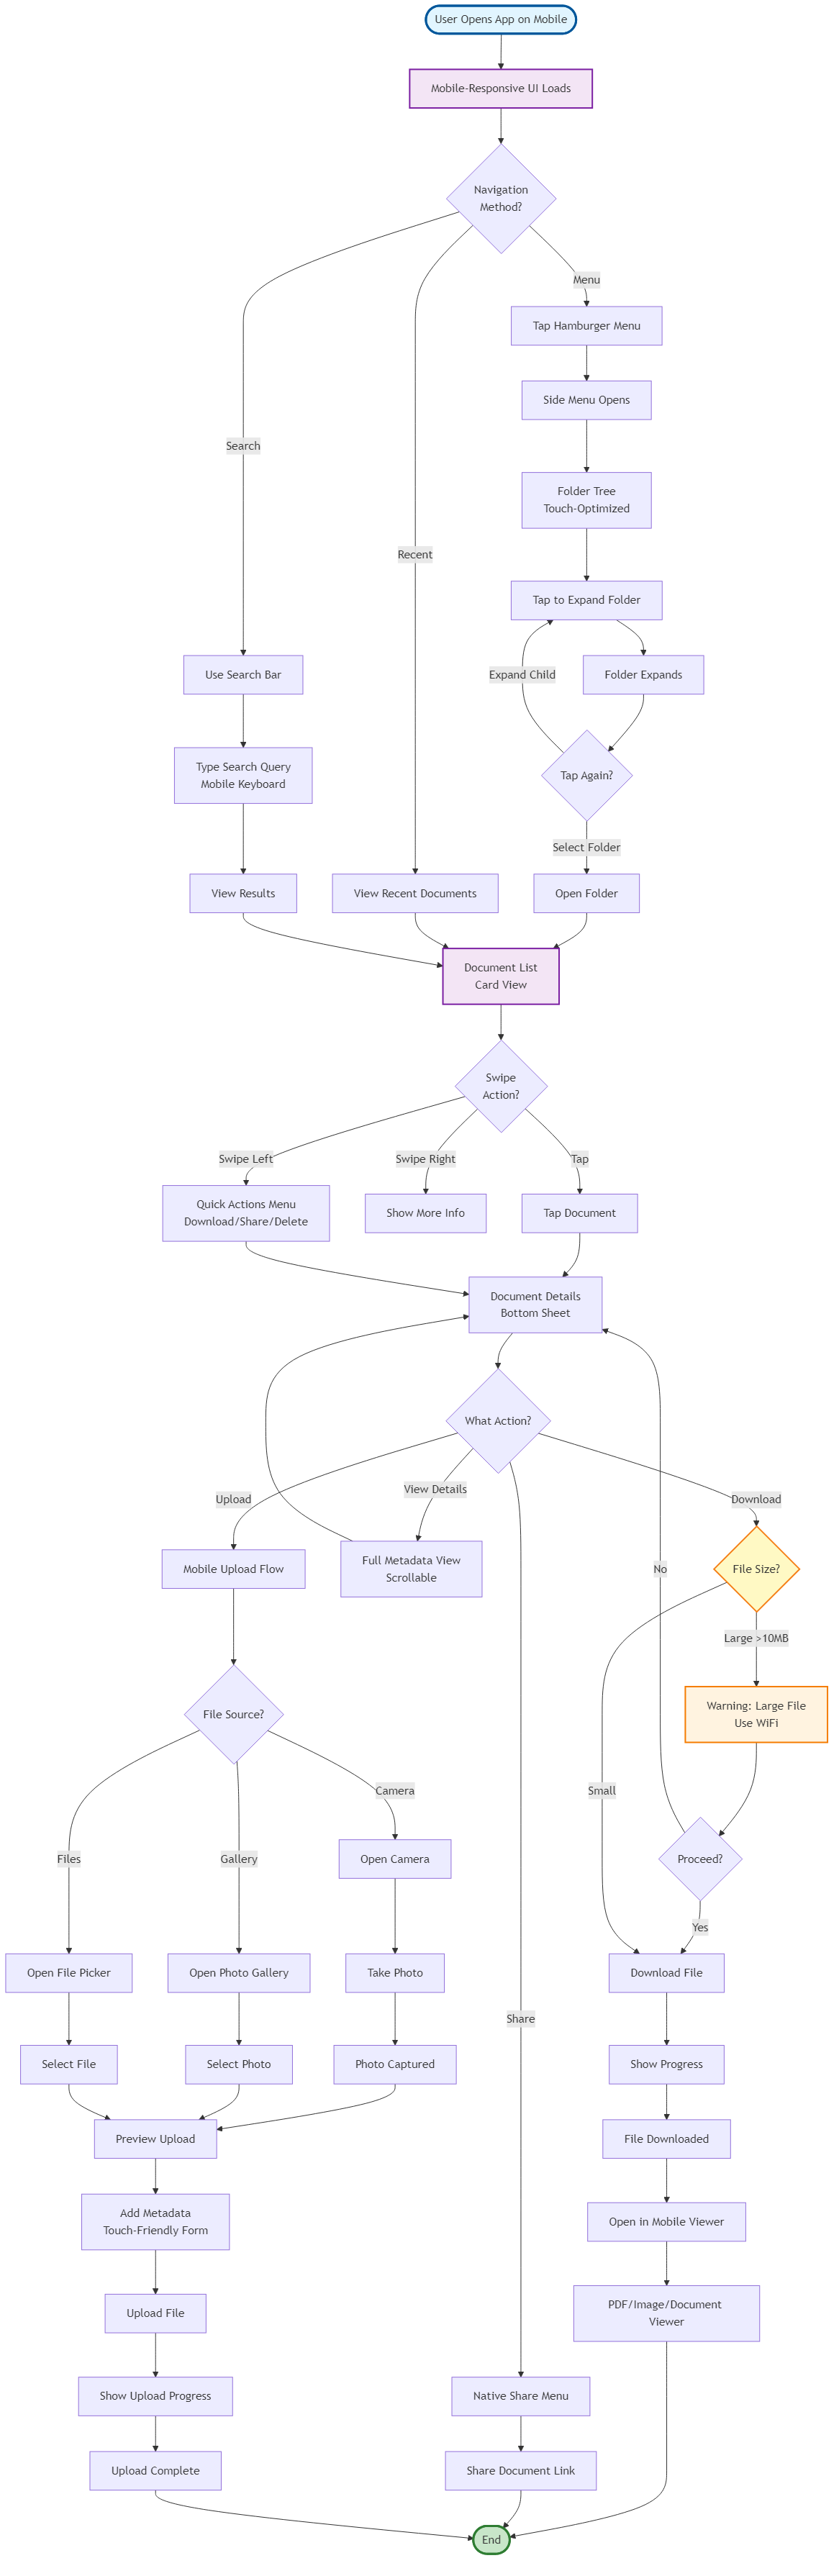 User Opens App on Mobile
Mobile-Responsive UI Loads
Navigation
Method?
Menu
Tap Hamburger Menu
Side Menu Opens
Search
Folder Tree
Touch-Optimized
Recent
Tap to Expand Folder
Use Search Bar
Expand Child
Folder Expands
Type Search Query
Mobile Keyboard
Tap Again?
Select Folder
View Results
View Recent Documents
Open Folder
Document List
Card View
Swipe
Action?
Swipe Left
Swipe Right
Tap
Quick Actions Menu
Download/Share/Delete
Show More Info
Tap Document
Document Details
Bottom Sheet
What Action?
Upload
View Details
Download
Mobile Upload Flow
Full Metadata View
Scrollable
No
File Size?
Large >10MB
File Source?
Warning: Large File
Use WiFi
Camera
Small
Files
Gallery
Open Camera
Proceed?
Yes
Open File Picker
Open Photo Gallery
Take Photo
Download File
Share
Select File
Select Photo
Photo Captured
Show Progress
Preview Upload
File Downloaded
Add Metadata
Touch-Friendly Form
Open in Mobile Viewer
Upload File
PDF/Image/Document
Viewer
Show Upload Progress
Native Share Menu
Upload Complete
Share Document Link
End